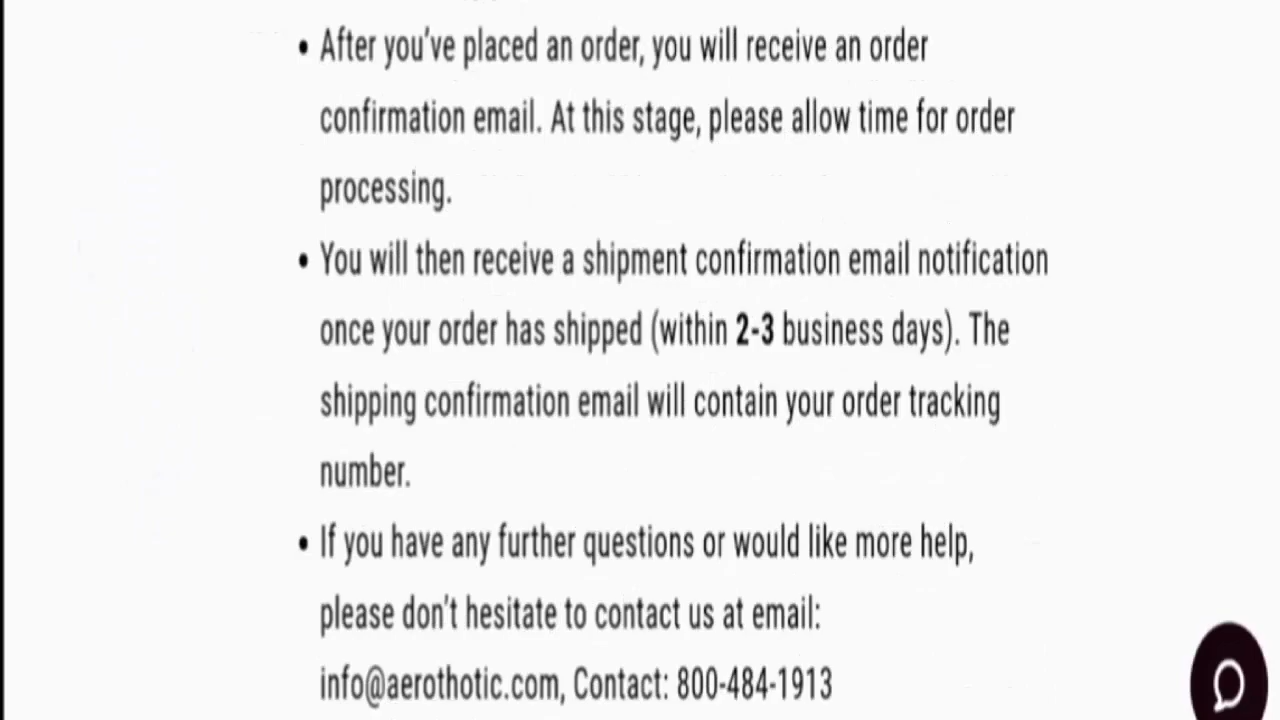 • After you've placed an order, you will receive an order
confirmation email. At this stage, please allow time for order
processing.
• You will then receive a shipment confirmation email notification
once your order has shipped (within 2-3 business days). The
shipping confirmation email will contain your order tracking
number.
• If you have any further questions or would like more help,
please don't hesitate to contact us at email:
info@aerothotic.com, Contact: 800-484-1913